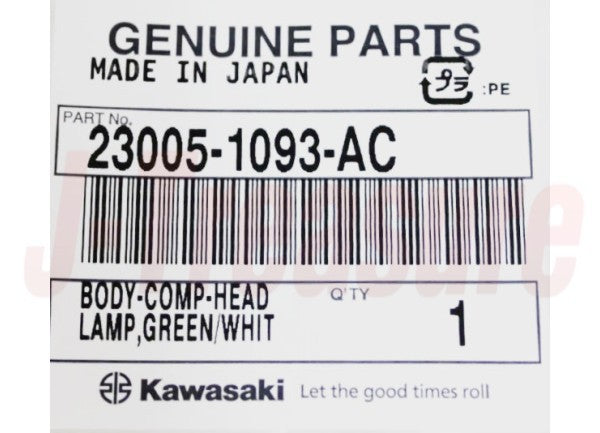 GENUINE PARTS
MADE IN JAPAN
プラ :PE
PART No.
23005-1093-AC
J-Treasure
BODY-COMP-HEAD
LAMP,GREEN/WHIT
Q'TY
1
Kawasaki Let the good times roll